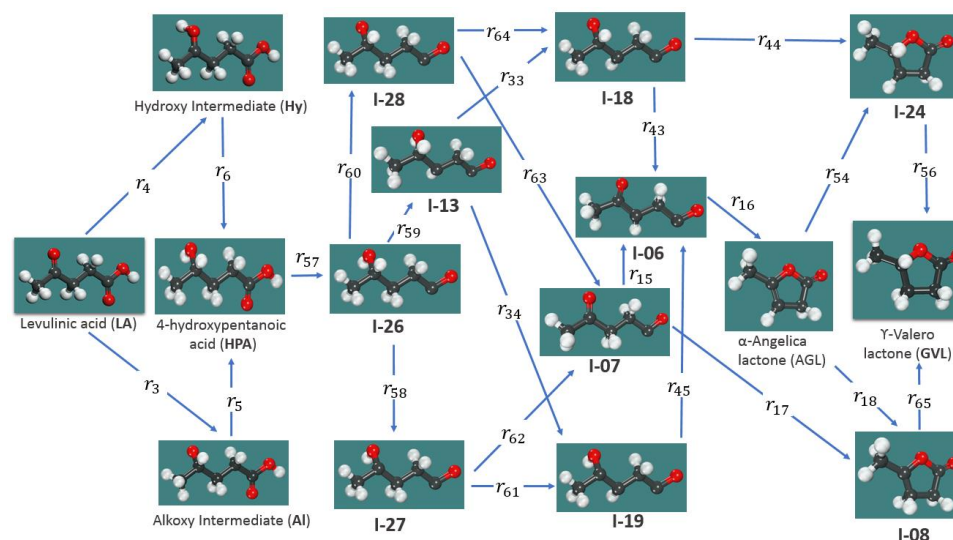 r64
r44
r33
Hydroxy Intermediate (Hy)
I-28
I-18
I-24
r4
r6
r60
r63
r43
r56
r54
I-13
r16
r59
r57
I-06
r15
r34
Levulinic acid (LA)
4-hydroxypentanoic
acid (HPA)
I-26
α-Angelica
lactone (AGL)
ϒ-Valero
lactone (GVL)
I-07
r3
r5
r58
r45
r17
r18
r65
r62
r61
Alkoxy Intermediate (AI)
I-27
I-19
I-08